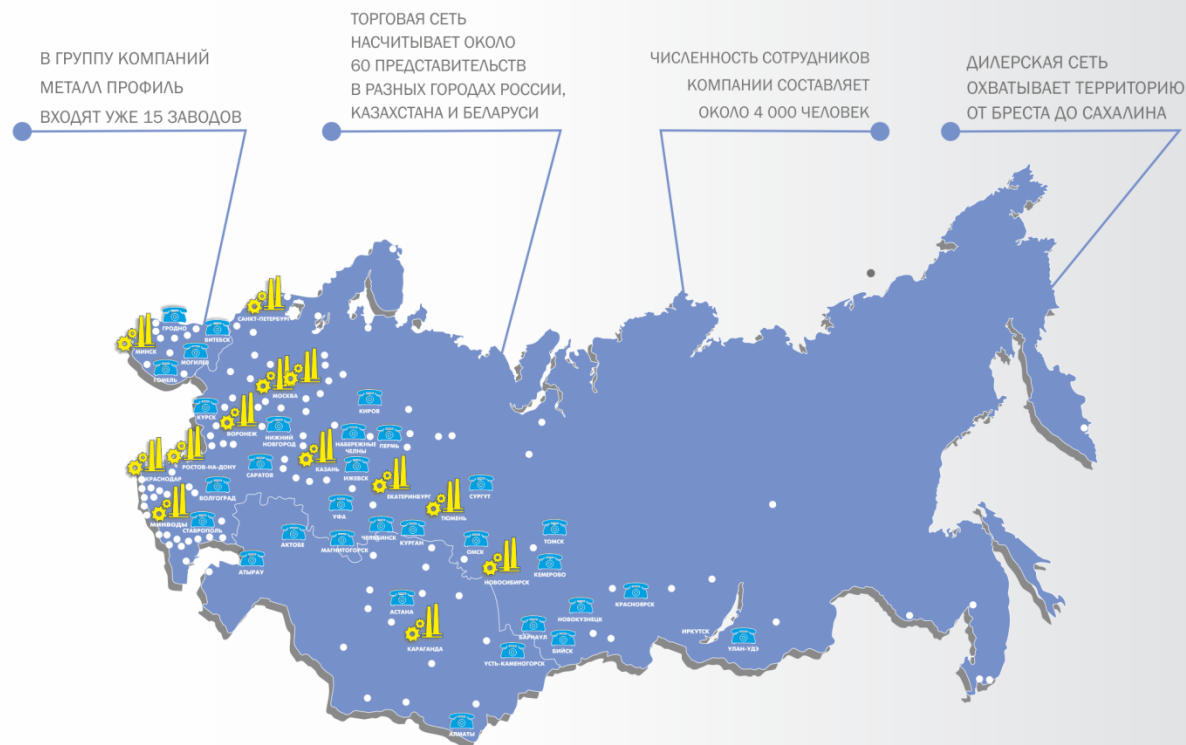 В ГРУППУ КОМПАНИЙ
МЕТАЛЛ ПРОФИЛЬ
ВХОДЯТ УЖЕ 15 ЗАВОДОВ
ТОРГОВАЯ СЕТЬ
НАСЧИТЫВАЕТ ОКОЛО
60 ПРЕДСТАВИТЕЛЬСТВ
В РАЗНЫХ ГОРОДАХ РОССИИ,
КАЗАХСТАНА И БЕЛАРУСИ
ЧИСЛЕННОСТЬ СОТРУДНИКОВ
КОМПАНИИ СОСТАВЛЯЕТ
ОКОЛО 4 000 ЧЕЛОВЕК
ДИЛЕРСКАЯ СЕТЬ
ОХВАТЫВАЕТ ТЕРРИТОРИЮ
ОТ БРЕСТА ДО САХАЛИНА
САНКТ-ПЕТЕРБУРГ
ГРОДНО
ВИТЕБСК
МИНСК
МОГИЛЕВ
ГОМЕЛЬ
МОСКВА
КИРОВ
КУРСК
ВОРОНЕЖ
НИЖНИЙ
НОВГОРОД
НАБЕРЕЖНЫЕ
ЧЕЛНЫ
ПЕРМЬ
РОСТОВ-НА-ДОНУ
КРАСНОДАР
САРАТОВ
КАЗАНЬ
ИЖЕВСК
ЕКАТЕРИНБУРГ
СУРГУТ
ВОЛГОГРАД
УФА
ТЮМЕНЬ
МИНВОДЫ
СТАВРОПОЛЬ
АКТОБЕ
МАГНИТОГОРСК
ЧЕЛЯБИНСК
КУРГАН
ОМСК
ТОМСК
АТЫРАУ
НОВОСИБИРСК
КЕМЕРОВО
АСТАНА
КРАСНОЯРСК
НОВОКУЗНЕЦК
КАРАГАНДА
БАРНАУЛ
БИЙСК
ИРКУТСК
УЛАН-УДЭ
УСТЬ-КАМЕНОГОРСК
АЛМАТЫ